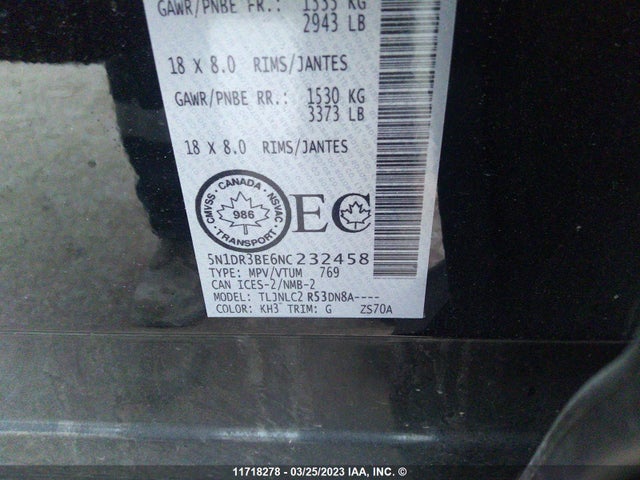 GAWR/PNBE FR.: 1335 KG
2943 LB
18 X 8.0 RIMS/JANTES
GAWR/PNBE RR.: 1530 KG
3373 LB
18 X 8.0 RIMS/JANTES
CMVSS · CANADA · NSVAC
986
TRANSPORT
EC
5N1DR3BE6NC232458
TYPE: MPV/VTUM 769
CAN ICES-2/NMB-2
MODEL: TLJNLC2 R53DN8A----
COLOR: KH3 TRIM: G ZS70A
11718278 - 03/25/2023 IAA, INC. ©